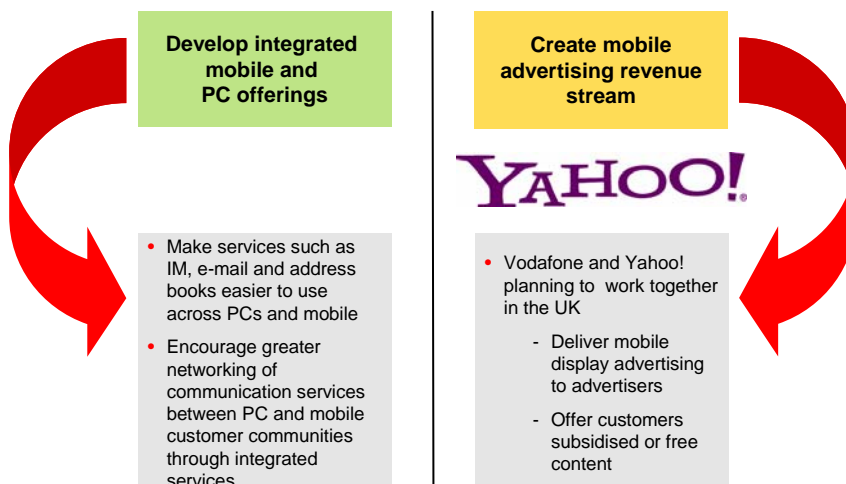 Develop integrated
mobile and
PC offerings
• Make services such as
IM, e-mail and address
books easier to use
across PCs and mobile
• Encourage greater
networking of
communication services
between PC and mobile
customer communities
through integrated
services
Create mobile
advertising revenue
stream
YAHOO!®
• Vodafone and Yahoo!
planning to work together
in the UK
- Deliver mobile
display advertising
to advertisers
- Offer customers
subsidised or free
content